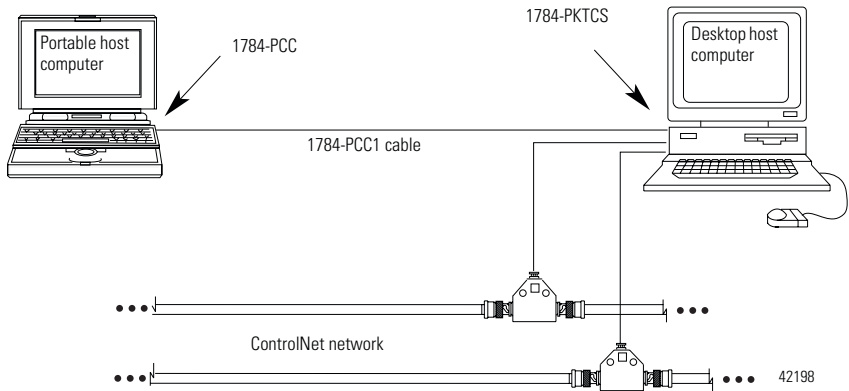 1784-PKTCS
Portable host
computer
1784-PCC
Desktop host
computer
1784-PCC1 cable
ControlNet network
42198